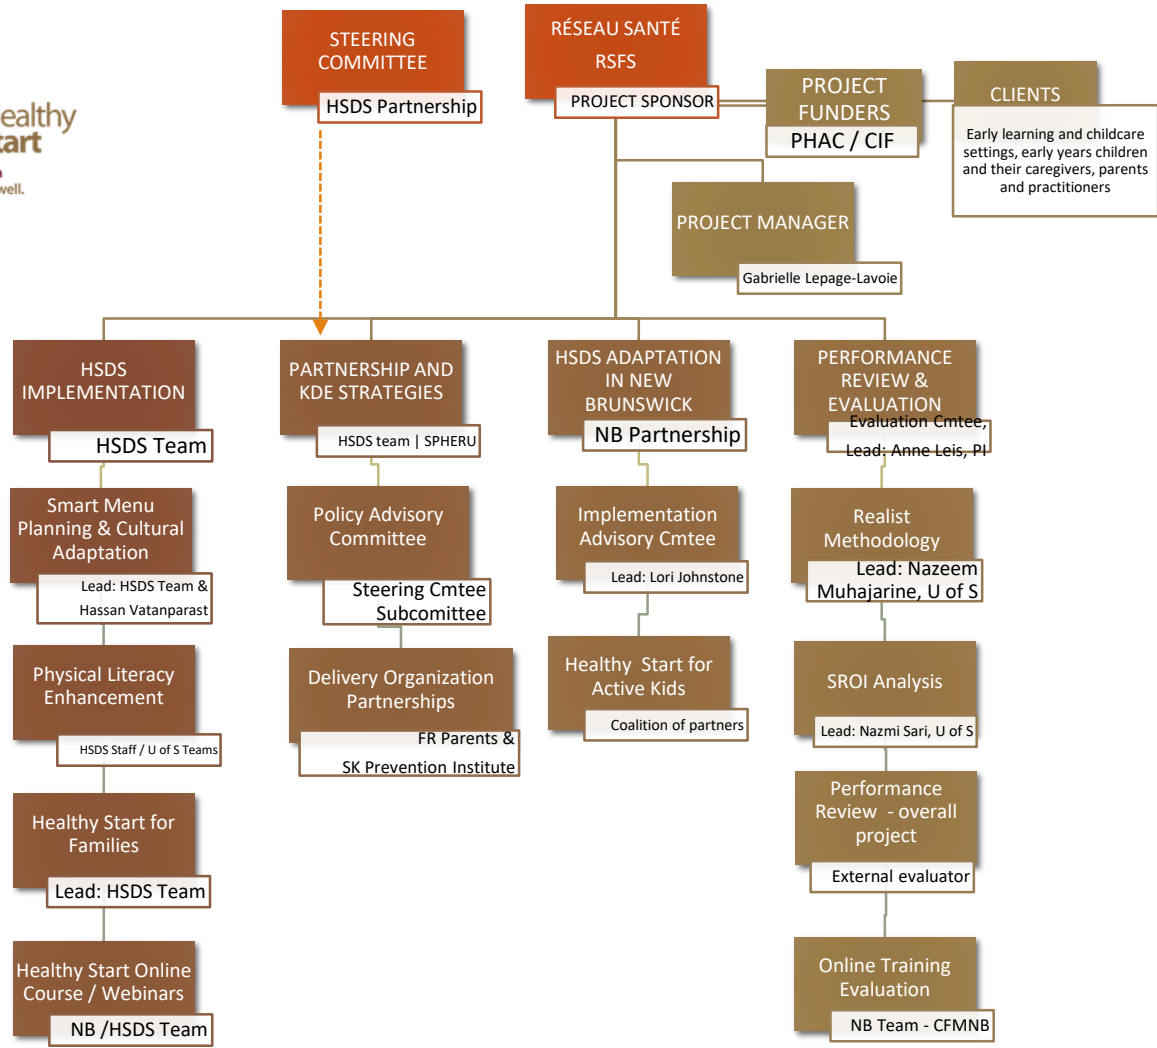 STEERING
COMMITTEE
HSDS Partnership
RÉSEAU SANTÉ
RSFS
PROJECT SPONSOR
PROJECT
FUNDERS
PHAC / CIF
CLIENTS
Early learning and childcare
settings, early years children
and their caregivers, parents
and practitioners
ealthy
tart
well.
PROJECT MANAGER
Gabrielle Lepage-Lavoie
HSDS
IMPLEMENTATION
HSDS Team
Smart Menu
Planning & Cultural
Adaptation
Lead: HSDS Team &
Hassan Vatanparast
Physical Literacy
Enhancement
HSDS Staff / U of S Teams
Healthy Start for
Families
Lead: HSDS Team
Healthy Start Online
Course / Webinars
NB /HSDS Team
PARTNERSHIP AND
KDE STRATEGIES
HSDS team | SPHERU
Policy Advisory
Committee
Steering Cmtee
Subcomittee
Delivery Organization
Partnerships
FR Parents &
SK Prevention Institute
HSDS ADAPTATION
IN NEW
BRUNSWICK
NB Partnership
Implementation
Advisory Cmtee
Lead: Lori Johnstone
Healthy Start for
Active Kids
Coalition of partners
PERFORMANCE
REVIEW &
EVALUATION
Evaluation Cmtee,
Lead: Anne Leis, PI
Realist
Methodology
Lead: Nazeem
Muhajarine, U of S
SROI Analysis
Lead: Nazmi Sari, U of S
Performance
Review - overall
project
External evaluator
Online Training
Evaluation
NB Team - CFMNB